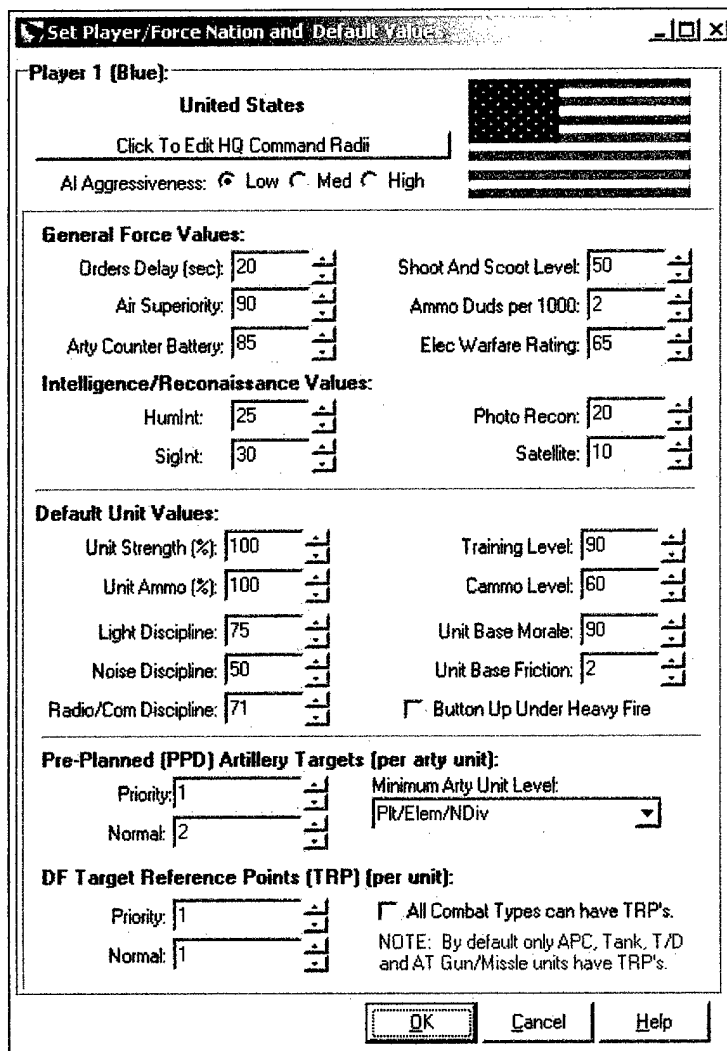 Set Player/Force Nation and Default Values
Player 1 (Blue):
United States
Click To Edit HQ Command Radii
AI Aggressiveness: Low Med High
General Force Values:
Orders Delay (sec): 20 Shoot And Scoot Level: 50
Air Superiority: 90 Ammo Duds per 1000: 2
Arty Counter Battery: 85 Elec Warfare Rating: 65
Intelligence/Reconaissance Values:
HumInt: 25 Photo Recon: 20
SigInt: 30 Satellite: 10
Default Unit Values:
Unit Strength (%): 100 Training Level: 90
Unit Ammo (%): 100 Cammo Level: 60
Light Discipline: 75 Unit Base Morale: 90
Noise Discipline: 50 Unit Base Friction: 2
Radio/Com Discipline: 71 Button Up Under Heavy Fire
Pre-Planned (PPD) Artillery Targets (per arty unit):
Priority: 1 Minimum Arty Unit Level:
Normal: 2 Plt/Elem/NDiv
DF Target Reference Points (TRP) (per unit):
Priority: 1 All Combat Types can have TRP's.
Normal: 1 NOTE: By default only APC, Tank, T/D
and AT Gun/Missle units have TRP's.
OK Cancel Help